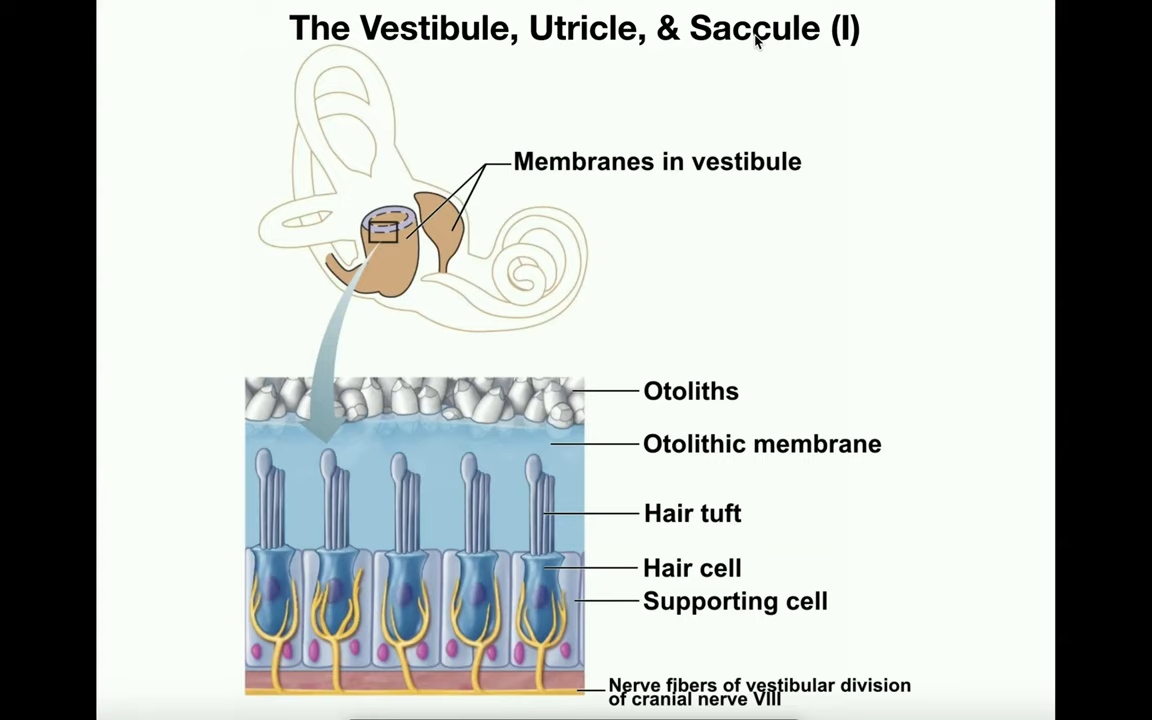 The Vestibule, Utricle, & Saccule (I)
Membranes in vestibule
Otoliths
Otolithic membrane
Hair tuft
Hair cell
Supporting cell
Nerve fibers of vestibular division
of cranial nerve VIII